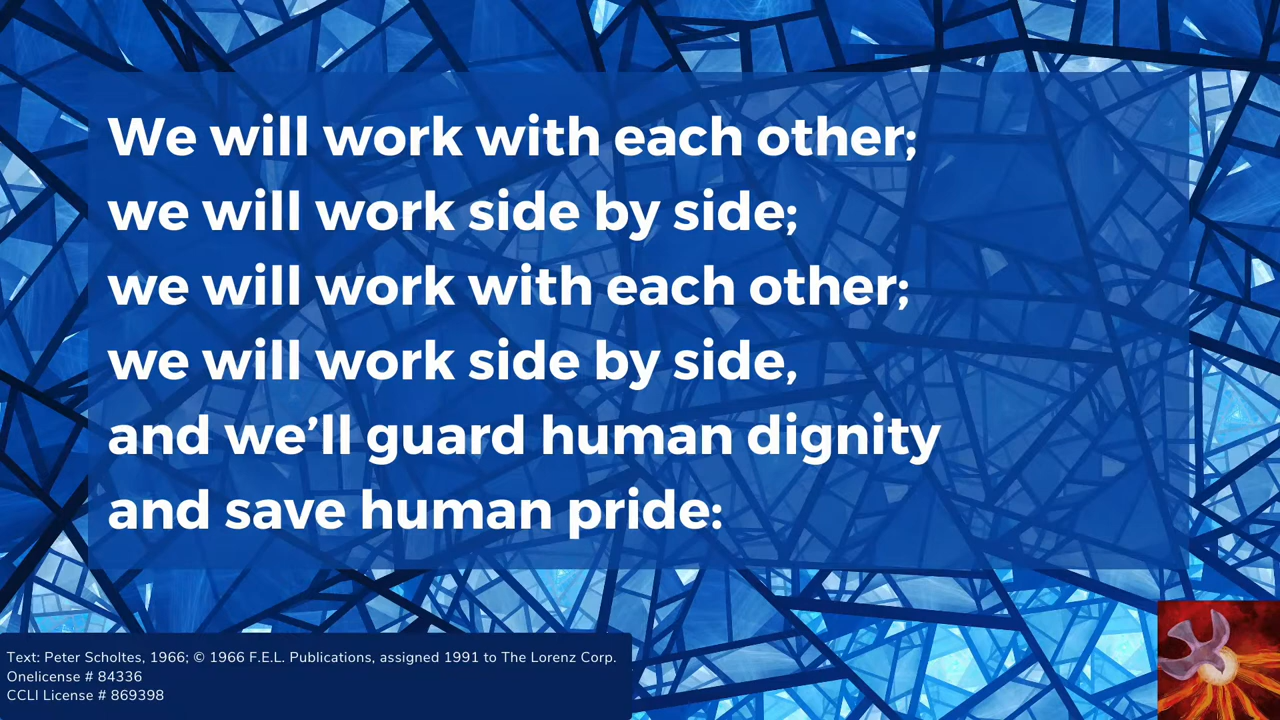 We will work with each other;
we will work side by side;
we will work with each other;
we will work side by side,
and we’ll guard human dignity
and save human pride:
Text: Peter Scholtes, 1966; © 1966 F.E.L. Publications, assigned 1991 to The Lorenz Corp.
Onelicense # 84336
CCLI License # 869398